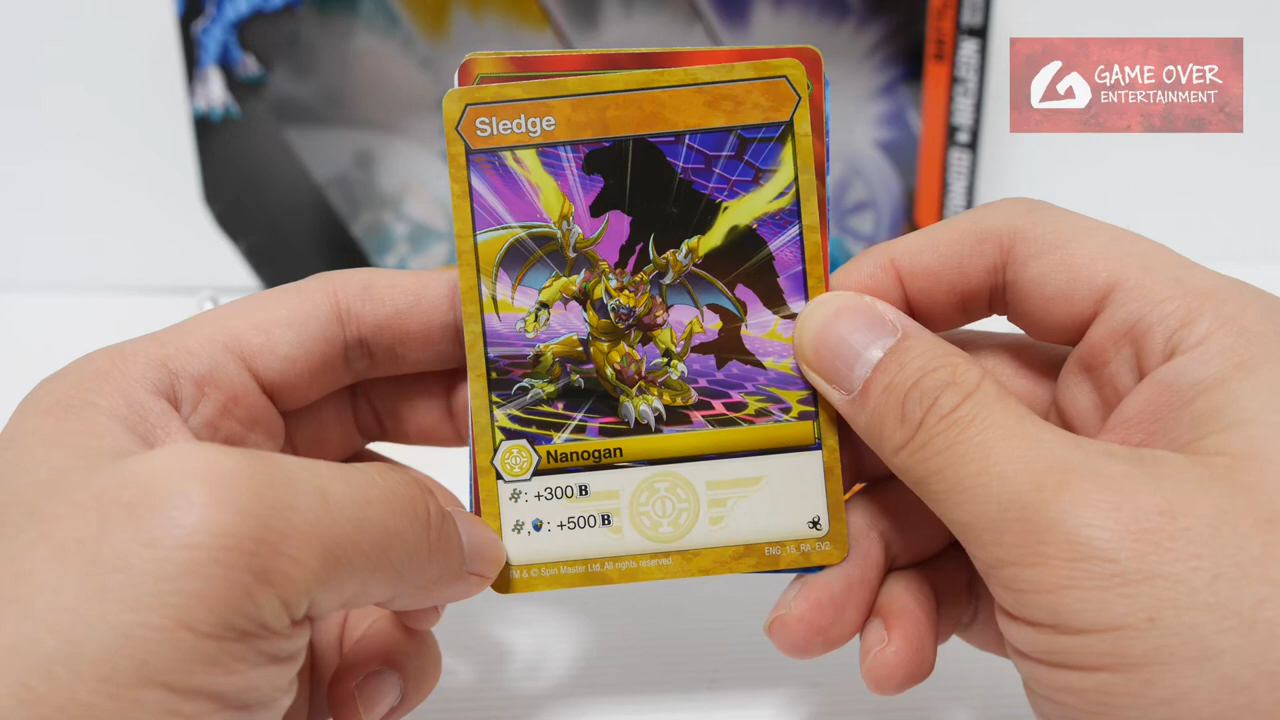 GAME OVER
ENTERTAINMENT
Sledge
Nanogan
: +300 B
, : +500 B
ENG_15_RA_EV2
TM & © Spin Master Ltd. All rights reserved.